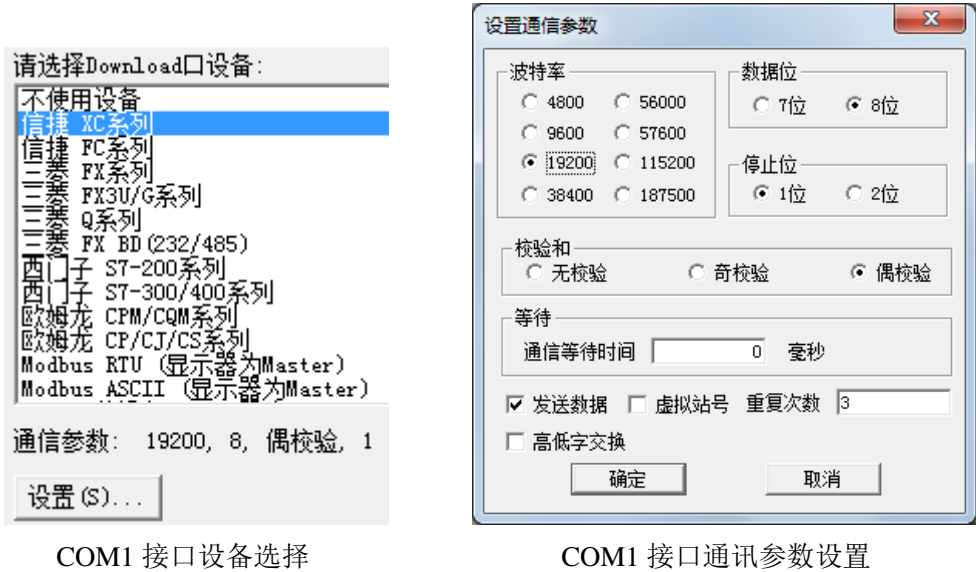 请选择Download口设备:
不使用设备
信捷 XC系列
信捷 FC系列
三菱 FX系列
三菱 FX3U/G系列
三菱 Q系列
三菱 FX BD(232/485)
西门子 S7-200系列
西门子 S7-300/400系列
欧姆龙 CPM/CQM系列
欧姆龙 CP/CJ/CS系列
Modbus RTU (显示器为Master)
Modbus ASCII (显示器为Master)
通信参数: 19200, 8, 偶校验, 1
设置(S)...
COM1 接口设备选择
设置通信参数
波特率
4800 56000
9600 57600
19200 115200
38400 187500
数据位
7位 8位
停止位
1位 2位
校验和
无校验 奇校验 偶校验
等待
通信等待时间 0 毫秒
发送数据 虚拟站号 重复次数 3
高低字交换
确定 取消
COM1 接口通讯参数设置